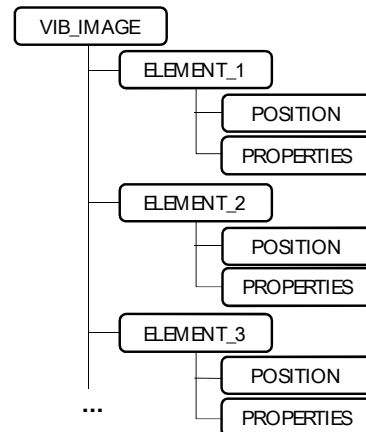 VIB_IMAGE
ELEMENT_1
POSITION
PROPERTIES
ELEMENT_2
POSITION
PROPERTIES
ELEMENT_3
POSITION
PROPERTIES
...